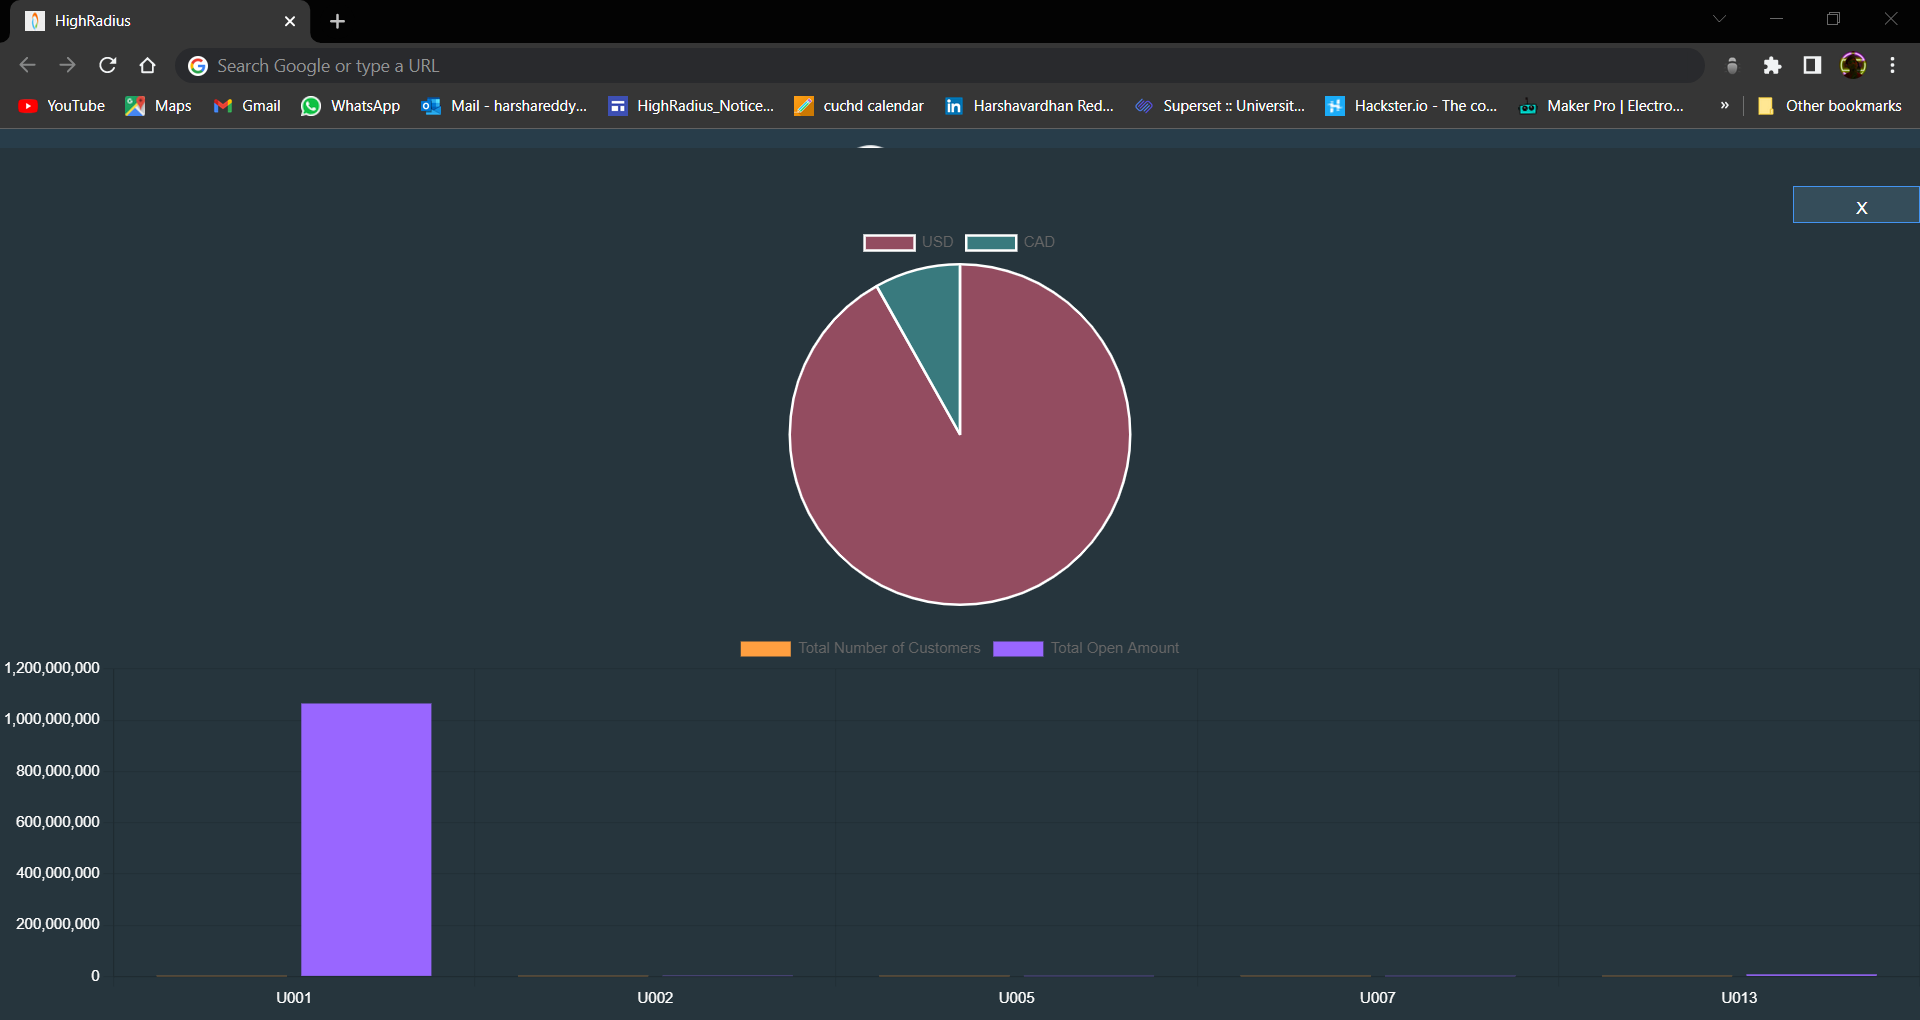 HighRadius
Search Google or type a URL
YouTube Maps Gmail WhatsApp Mail - harshareddy... HighRadius_Notice... cuchd calendar Harshavardhan Red... Superset :: Universit... Hackster.io - The co... Maker Pro | Electro... » Other bookmarks
X
USD CAD
Total Number of Customers Total Open Amount
1,200,000,000
1,000,000,000
800,000,000
600,000,000
400,000,000
200,000,000
0
U001 U002 U005 U007 U013